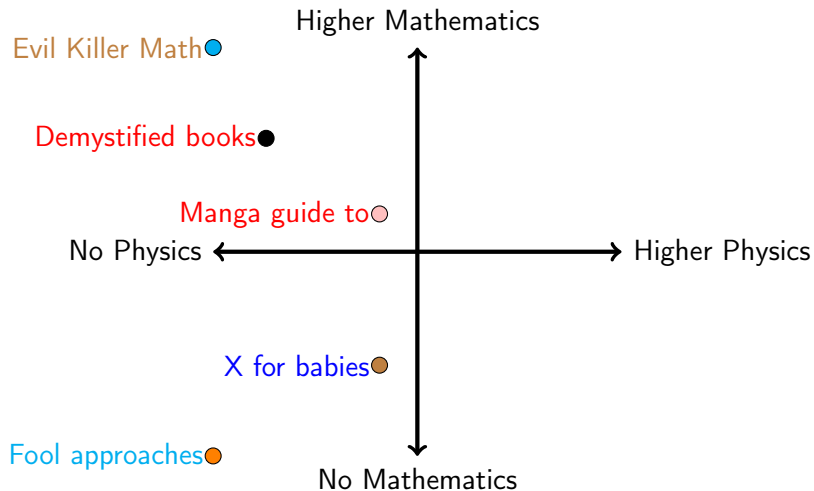 Higher Mathematics
Evil Killer Math
Demystified books
Manga guide to
No Physics
Higher Physics
X for babies
Fool approaches
No Mathematics